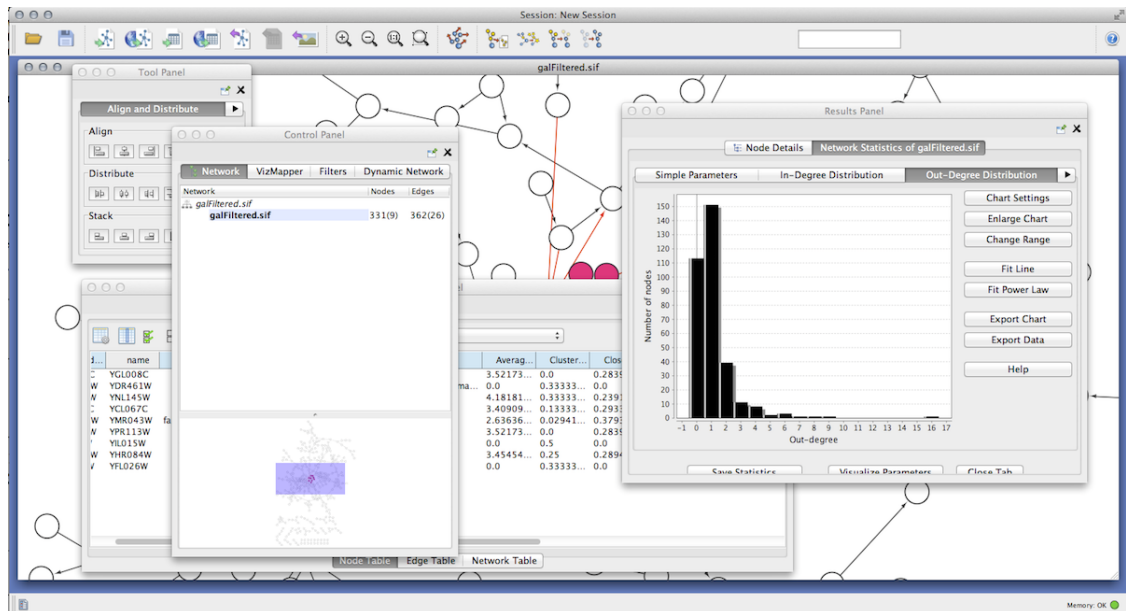 Session: New Session
galFiltered.sif
Tool Panel
Align and Distribute
Align
Distribute
Stack
Control Panel
Network VizMapper Filters Dynamic Network
Network Nodes Edges
galFiltered.sif
galFiltered.sif 331(9) 362(26)
Results Panel
Node Details Network Statistics of galFiltered.sif
Simple Parameters In-Degree Distribution Out-Degree Distribution
Chart Settings
Enlarge Chart
Change Range
Fit Line
Fit Power Law
Export Chart
Export Data
Help
Number of nodes
150
140
130
120
110
100
90
80
70
60
50
40
30
20
10
0
-1 0 1 2 3 4 5 6 7 8 9 10 11 12 13 14 15 16 17
Out-degree
Save Statistics Visualize Parameters Close Tab
name Averag... Cluster... Clos
C YGL008C 3.52173... 0.0 0.2839
W YDR461W ma... 0.0 0.33333... 0.0
W YNL145W 4.18181... 0.33333... 0.2391
C YCL067C 3.40909... 0.13333... 0.2933
W YMR043W fa 2.63636... 0.02941... 0.3793
W YPR113W 3.52173... 0.0 0.2839
YIL015W 0.0 0.5 0.0
YHR084W 3.45454... 0.25 0.2894
YFL026W 0.0 0.33333... 0.0
Node Table Edge Table Network Table
Memory: OK